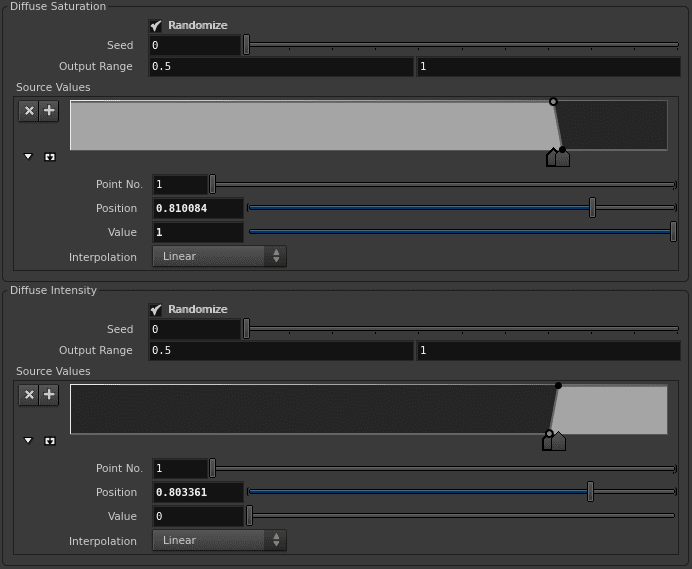 Diffuse Saturation
Randomize
Seed 0
Output Range 0.5 1
Source Values
Point No. 1
Position 0.810084
Value 1
Interpolation Linear
Diffuse Intensity
Randomize
Seed 0
Output Range 0.5 1
Source Values
Point No. 1
Position 0.803361
Value 0
Interpolation Linear